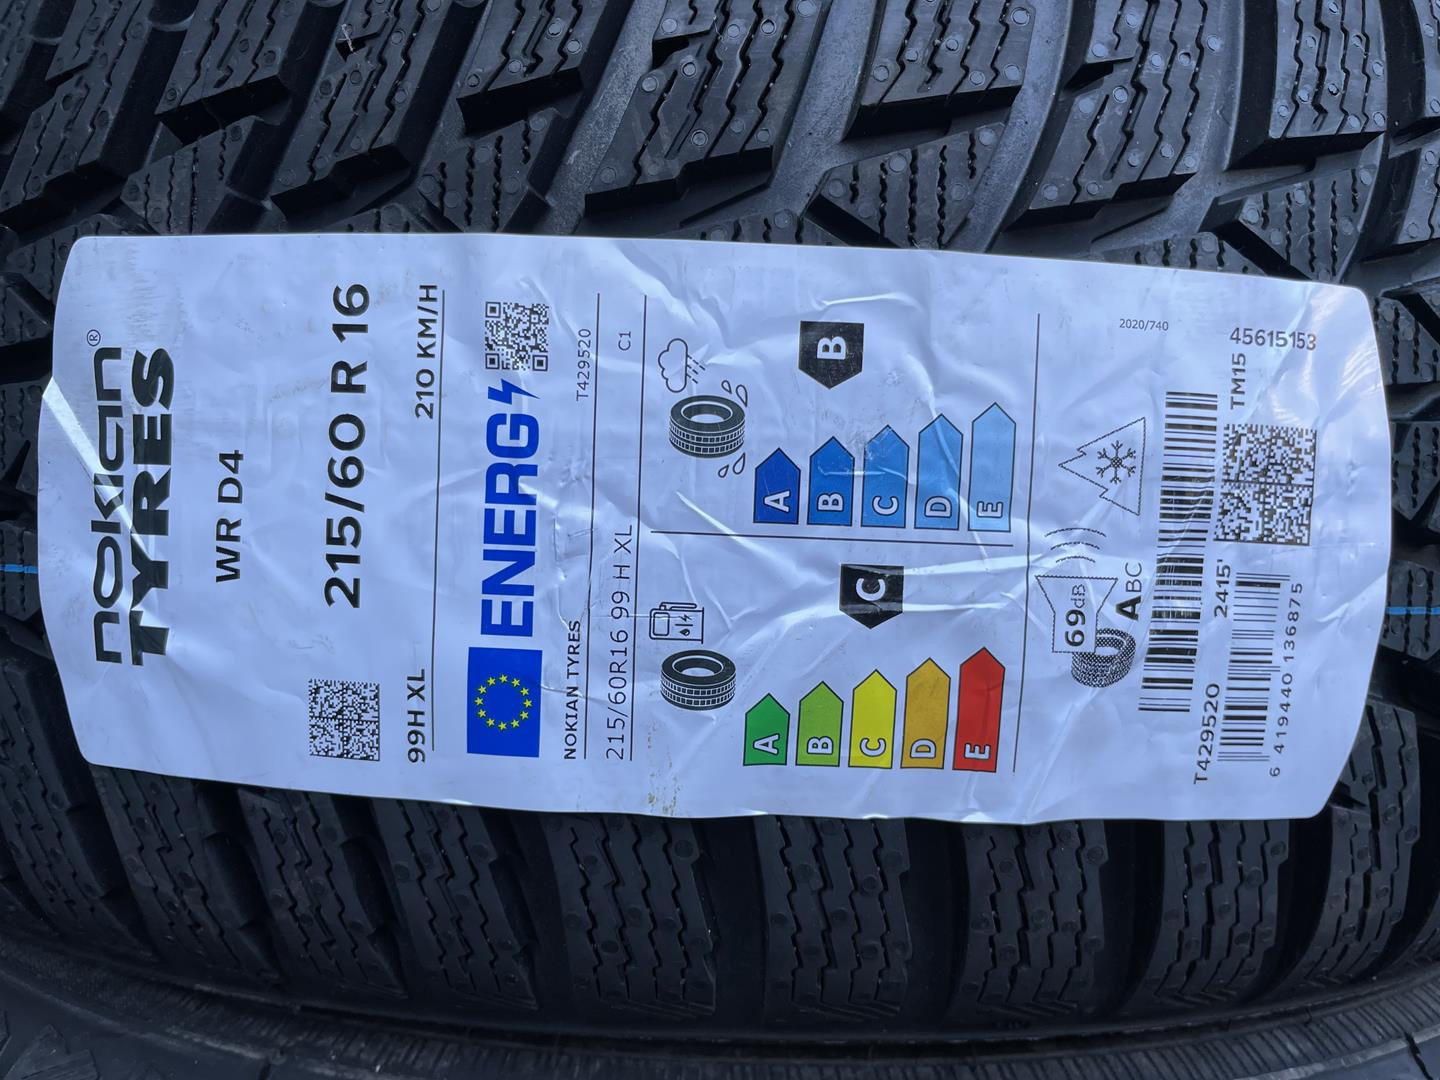 nokian®
TYRES
WR D4
215/60 R 16
99H XL 210 KM/H
ENERG
NOKIAN TYRES T429520
215/60R16 99 H XL C1
A
B
C
D
E
C
A
B
C
D
E
B
69dB
ABC
2020/740
T429520 2415' TM15
45615153
6 419440 136875